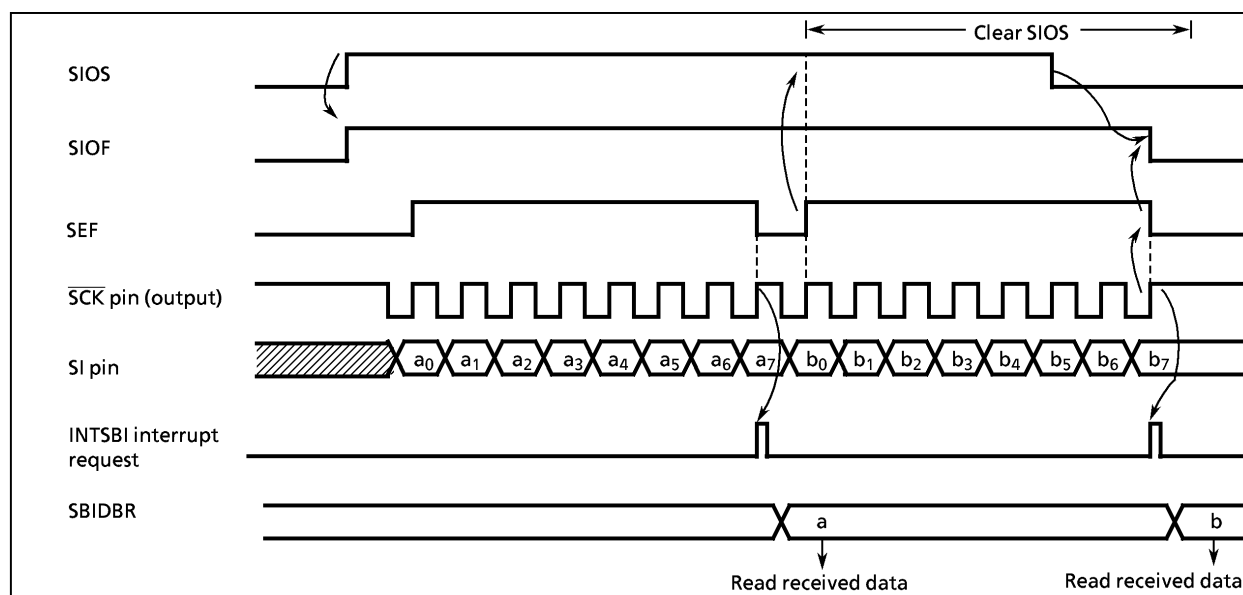 Clear SIOS
SIOS
SIOF
SEF
SCK pin (output)
SI pin
a0 a1 a2 a3 a4 a5 a6 a7 b0 b1 b2 b3 b4 b5 b6 b7
INTSBI interrupt
request
SBIDBR
a b
Read received data Read received data